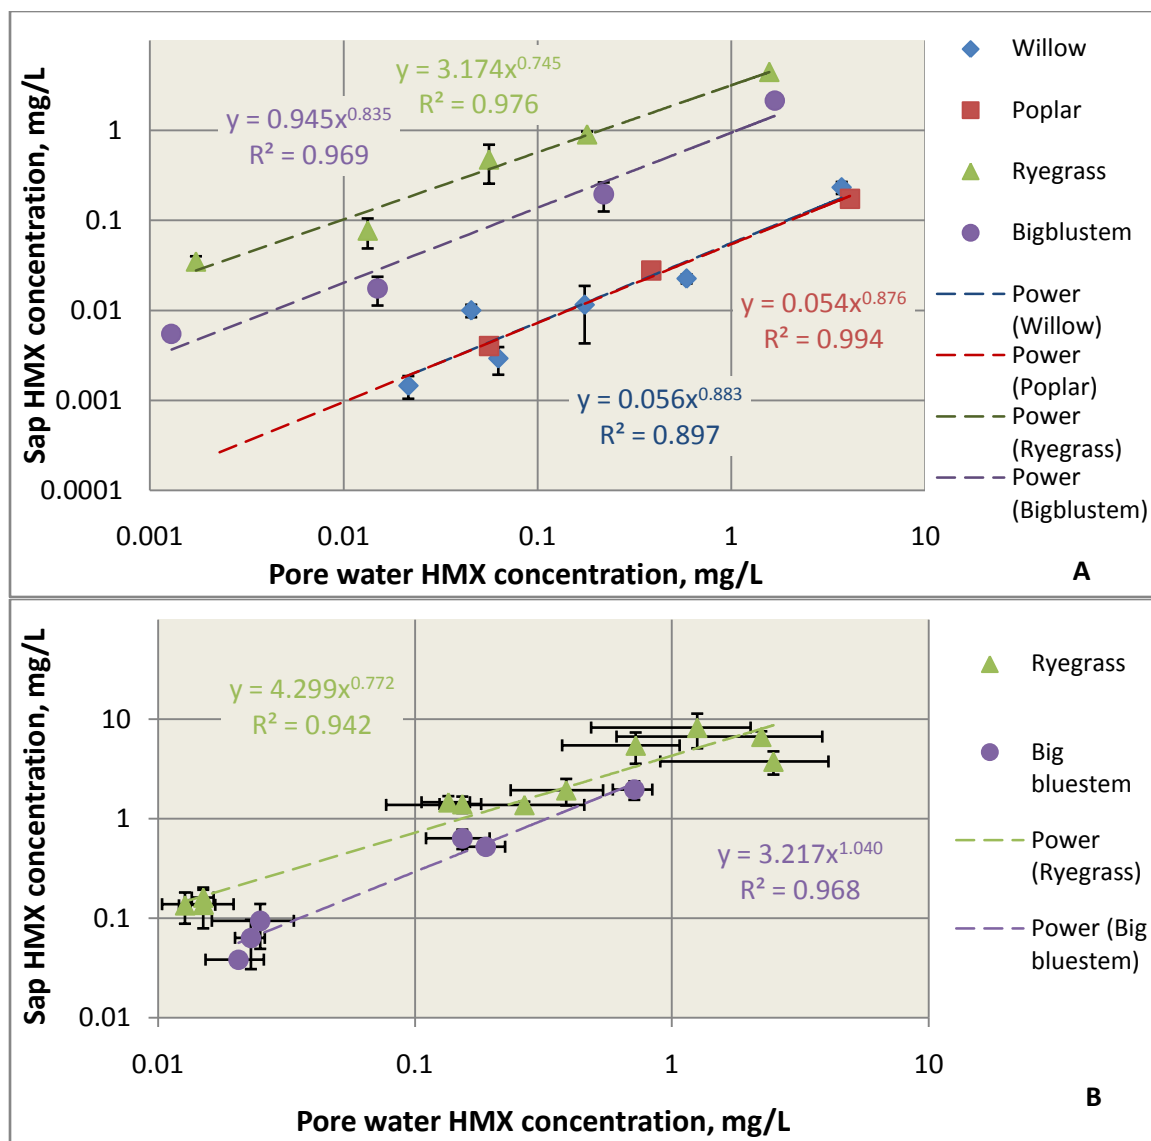 Sap HMX concentration, mg/L
1
0.1
0.01
0.001
0.0001
0.001
0.01
0.1
1
10
Pore water HMX concentration, mg/L
y = 3.174x^0.745
R² = 0.976
y = 0.945x^0.835
R² = 0.969
y = 0.054x^0.876
R² = 0.994
y = 0.056x^0.883
R² = 0.897
Willow
Poplar
Ryegrass
Bigblustem
Power
(Willow)
Power
(Poplar)
Power
(Ryegrass)
Power
(Bigblustem)
A
Sap HMX concentration, mg/L
10
1
0.1
0.01
0.01
0.1
1
10
Pore water HMX concentration, mg/L
y = 4.299x^0.772
R² = 0.942
y = 3.217x^1.040
R² = 0.968
Ryegrass
Big
bluestem
Power
(Ryegrass)
Power (Big
bluestem)
B